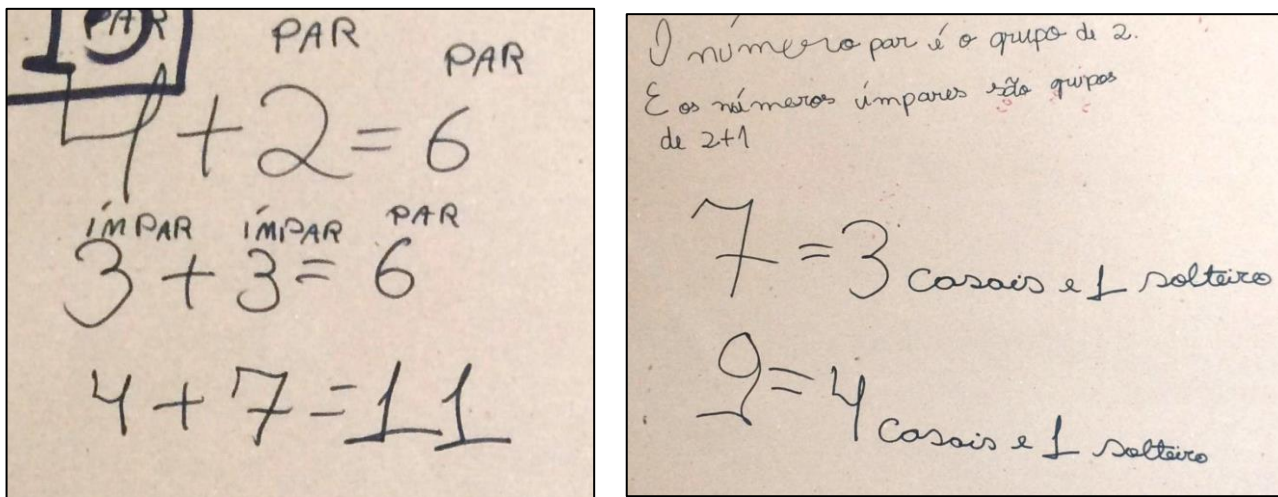 PAR PAR PAR
4 + 2 = 6
ÍMPAR ÍMPAR PAR
3 + 3 = 6
4 + 7 = 11
O número par é o grupo de 2.
E os números ímpares são grupos
de 2+1
7 = 3 casais e 1 solteiro
9 = 4 casais e 1 solteiro